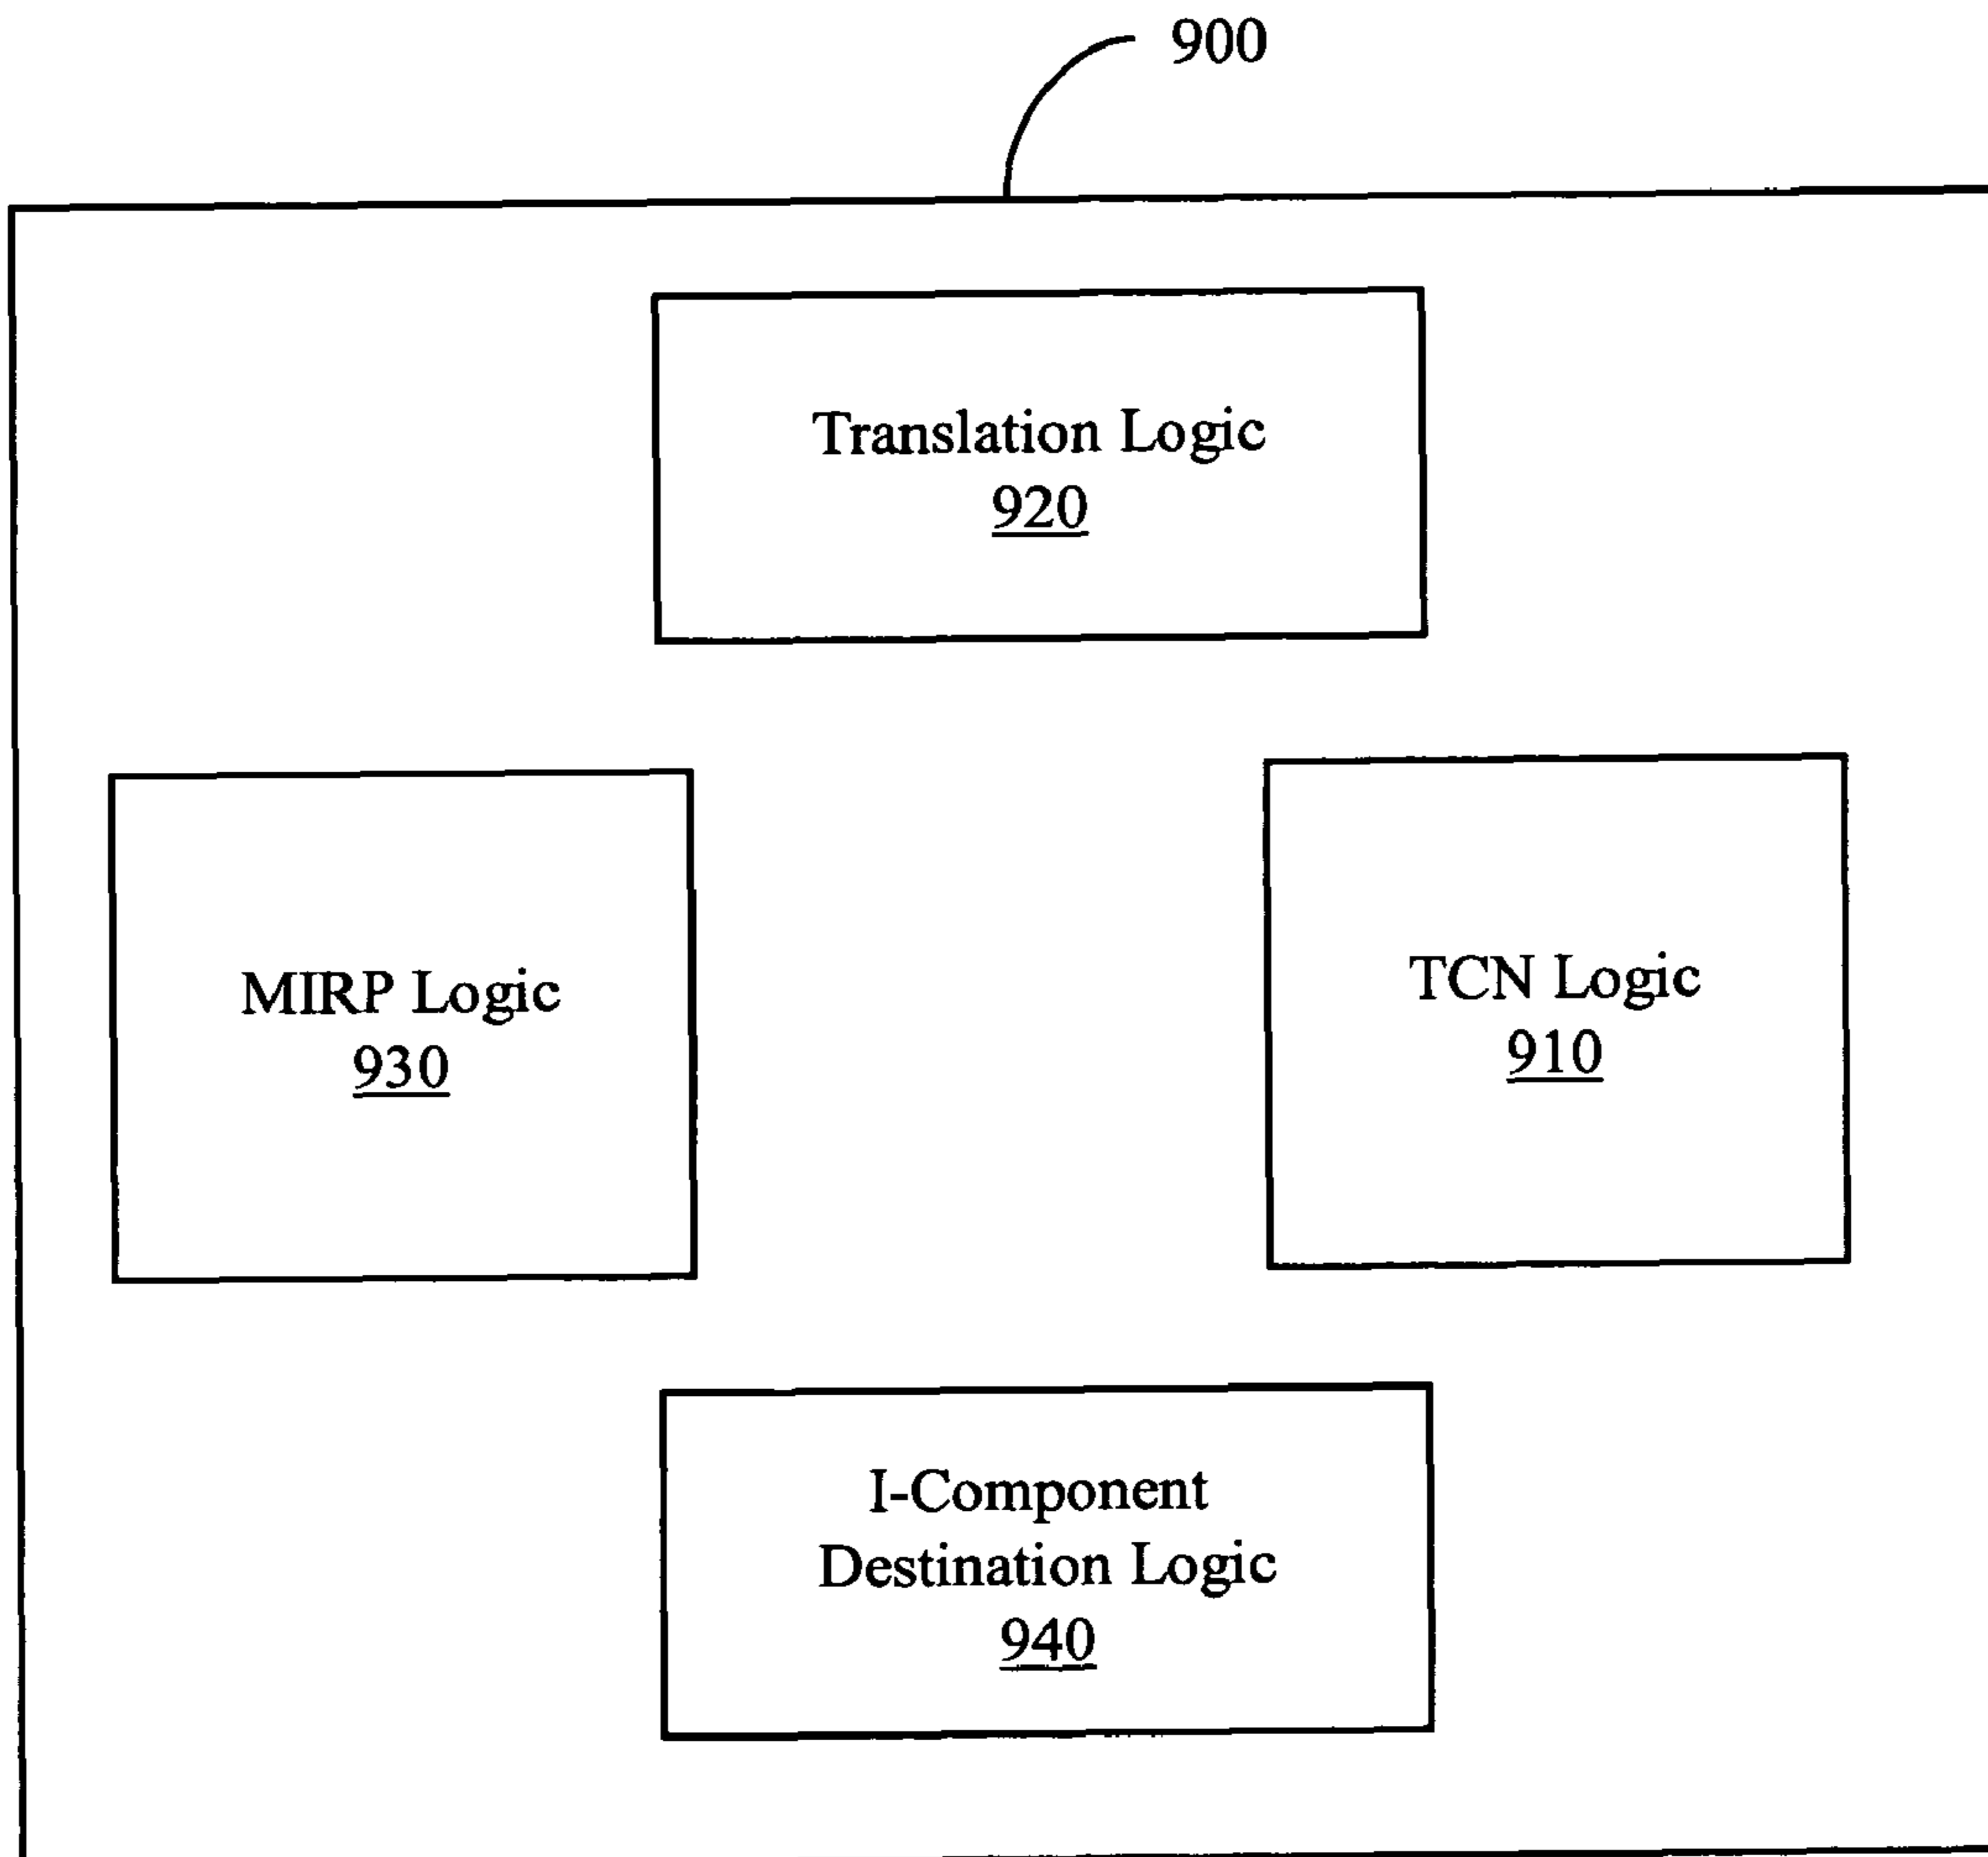 900
Translation Logic
920
MIRP Logic
930
TCN Logic
910
I-Component
Destination Logic
940